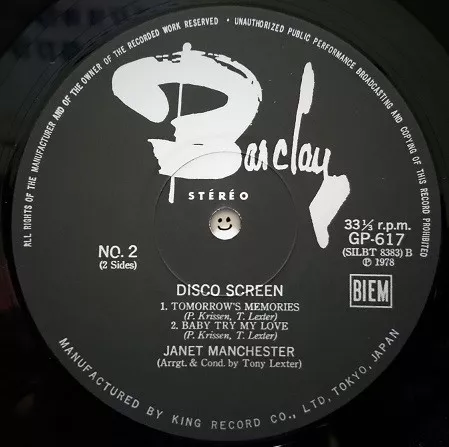 ALL RIGHTS OF THE MANUFACTURER AND OF THE OWNER OF THE RECORDED WORK RESERVED • UNAUTHORIZED PUBLIC PERFORMANCE BROADCASTING AND COPYING OF THIS RECORD PROHIBITED
Barclay
STÉRÉO
NO. 2
(2 Sides)
33⅓ r.p.m.
GP-617
(SILBT 8383) B
Ⓟ 1978
BIEM
DISCO SCREEN
1. TOMORROW'S MEMORIES
(P. Krissen, T. Lexter)
2. BABY TRY MY LOVE
(P. Krissen, T. Lexter)
JANET MANCHESTER
(Arrgt. & Cond. by Tony Lexter)
MANUFACTURED BY KING RECORD CO., LTD, TOKYO, JAPAN